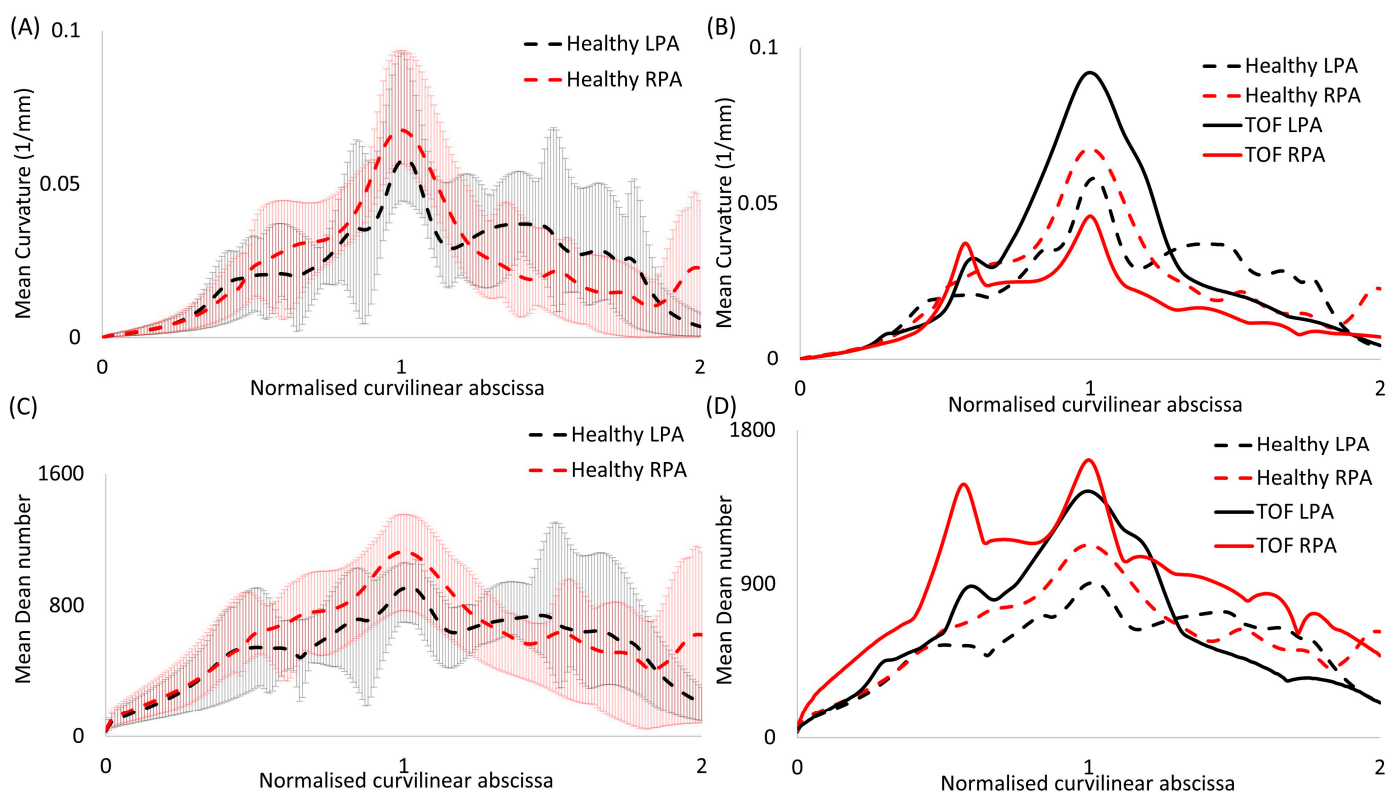 (A)
0.1
Healthy LPA
Healthy RPA
Mean Curvature (1/mm)
0.05
0
0
1
2
Normalised curvilinear abscissa
(B)
0.1
Healthy LPA
Healthy RPA
TOF LPA
TOF RPA
Mean Curvature (1/mm)
0.05
0
0
1
2
Normalised curvilinear abscissa
(C)
1600
Healthy LPA
Healthy RPA
Mean Dean number
800
0
0
1
2
Normalised curvilinear abscissa
(D)
1800
Healthy LPA
Healthy RPA
TOF LPA
TOF RPA
Mean Dean number
900
0
0
1
2
Normalised curvilinear abscissa